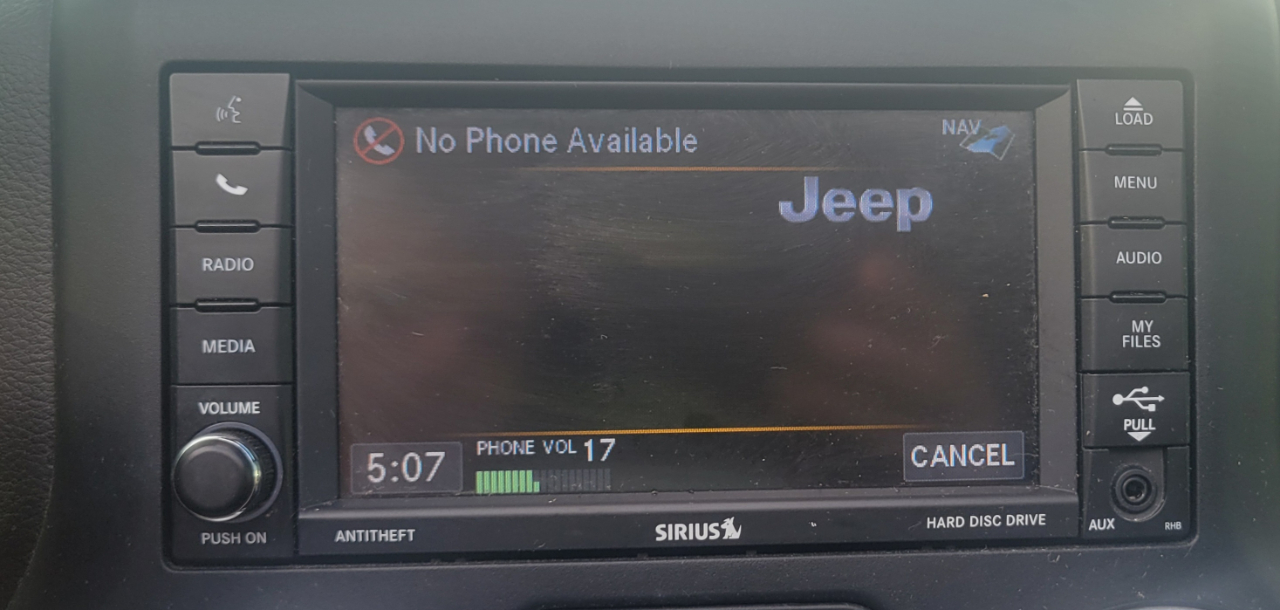 No Phone Available
NAV
Jeep
5:07
PHONE VOL 17
CANCEL
RADIO
MEDIA
VOLUME
PUSH ON
LOAD
MENU
AUDIO
MY
FILES
PULL
AUX
RHB
ANTITHEFT
SIRIUS
HARD DISC DRIVE